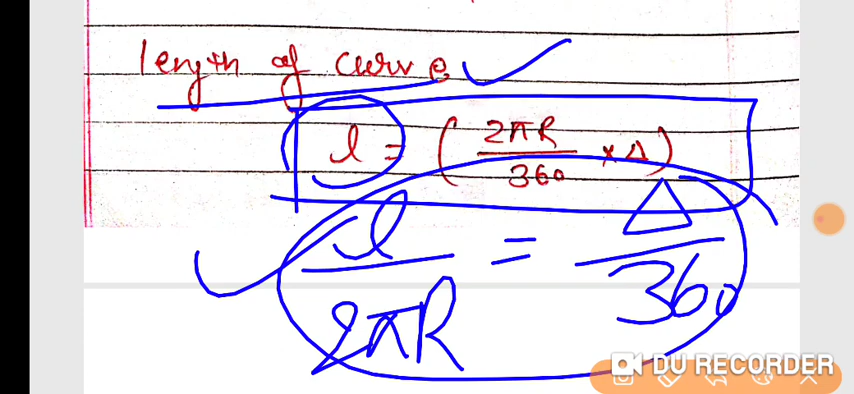 length of curve
l = ( 2πR / 360 × Δ )
l / 2πR = Δ / 360
DU RECORDER